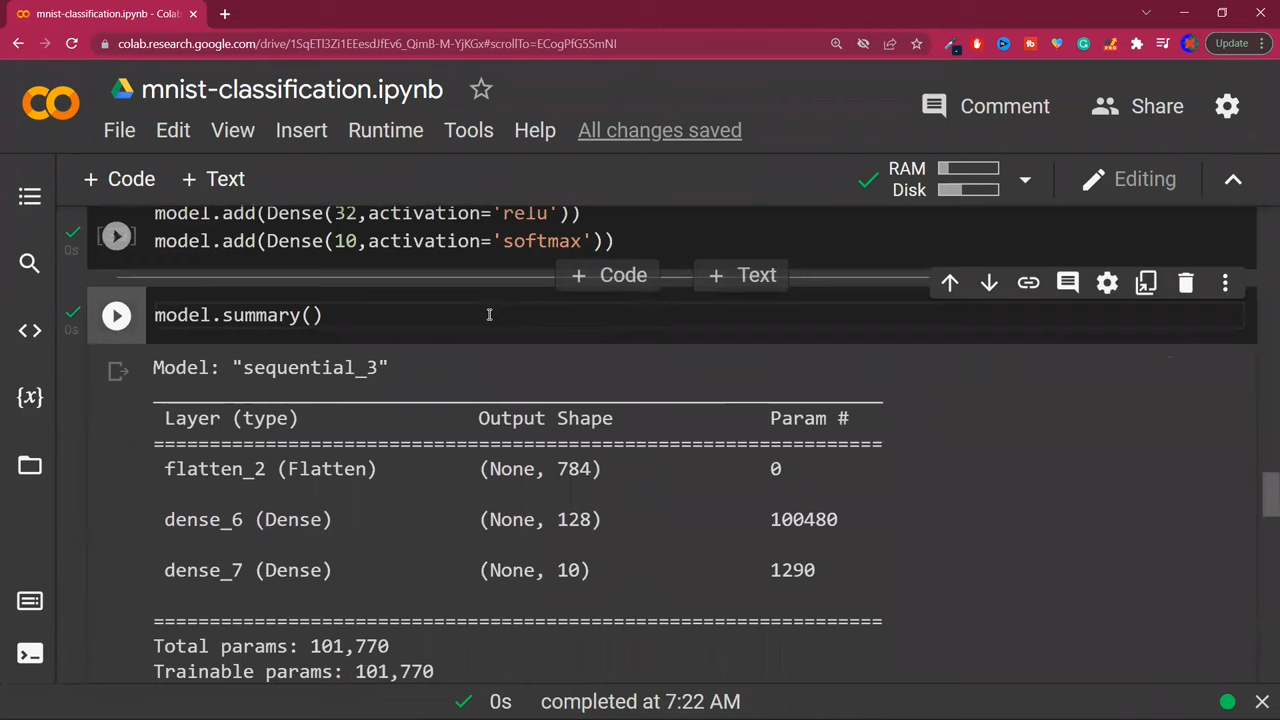 mnist-classification.ipynb - Colab
colab.research.google.com/drive/1SqETl3Zi1EEesdJfEv6_QimB-M-YjKGx#scrollTo=ECogPfG5SmNI
Update
mnist-classification.ipynb
Comment
Share
File Edit View Insert Runtime Tools Help All changes saved
+ Code + Text
RAM
Disk
Editing
model.add(Dense(32,activation='relu'))
0s
model.add(Dense(10,activation='softmax'))
+ Code + Text
model.summary()
0s
Model: "sequential_3"
Layer (type) Output Shape Param #
=================================================================
flatten_2 (Flatten) (None, 784) 0
dense_6 (Dense) (None, 128) 100480
dense_7 (Dense) (None, 10) 1290
=================================================================
Total params: 101,770
Trainable params: 101,770
0s completed at 7:22 AM